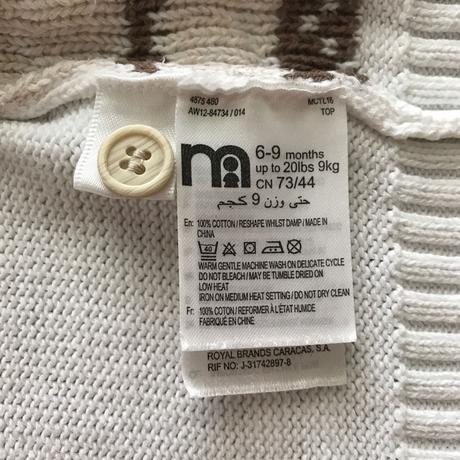 4878 480
MCTL16
AW12-84734 / 014
TOP
m
6-9 months
up to 20lbs 9kg
CN 73/44
حتى وزن 9 كجم
En: 100% COTTON / RESHAPE WHILST DAMP / MADE IN
CHINA
40
WARM GENTLE MACHINE WASH ON DELICATE CYCLE
DO NOT BLEACH / MAY BE TUMBLE DRIED ON
LOW HEAT
IRON ON MEDIUM HEAT SETTING / DO NOT DRY CLEAN
Fr: 100% COTON / REFORMER À L'ÉTAT HUMIDE
FABRIQUÉ EN CHINE
ROYAL BRANDS CARACAS, S.A.
RIF NO: J-31742897-8